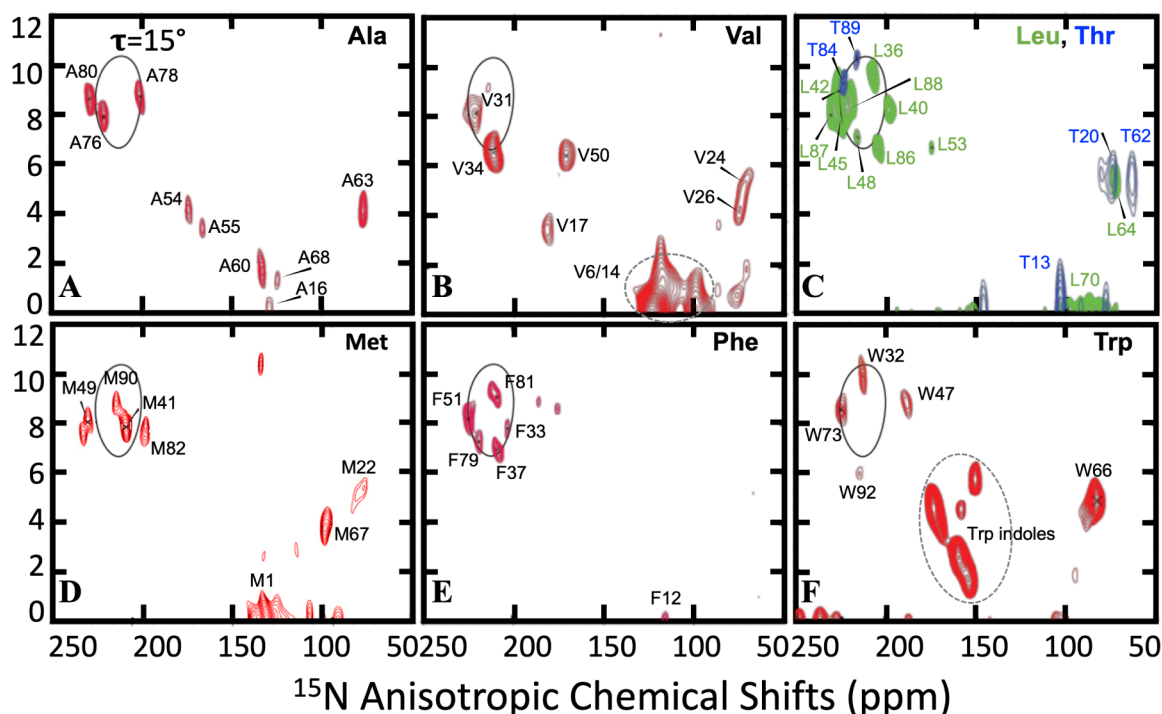 12
10
8
6
4
2
0
τ=15°
Ala
A80
A78
A76
A54
A55
A63
A60
A68
A16
A
Val
V31
V34
V50
V24
V26
V17
V6/14
B
Leu, Thr
T89
T84
L36
L42
L88
L40
L87
L45
L86
L53
L48
T20
T62
L64
T13
L70
C
12
10
8
6
4
2
0
Met
M90
M49
M41
M82
M22
M67
M1
D
250 200 150 100 50
Phe
F81
F51
F33
F79
F37
F12
E
250 200 150 100 50
Trp
W32
W47
W73
W92
W66
Trp indoles
F
250 200 150 100 50
¹⁵N Anisotropic Chemical Shifts (ppm)